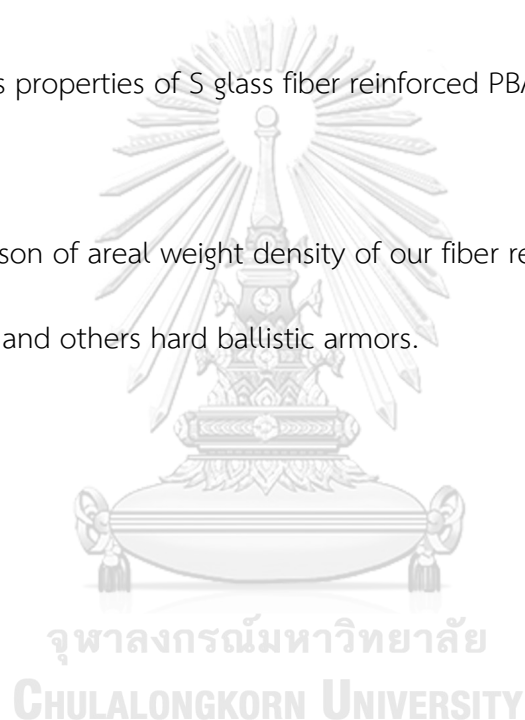 s properties of S glass fiber reinforced PBA
son of areal weight density of our fiber re
and others hard ballistic armors.
จุฬาลงกรณ์มหาวิทยาลัย
CHULALONGKORN UNIVERSITY